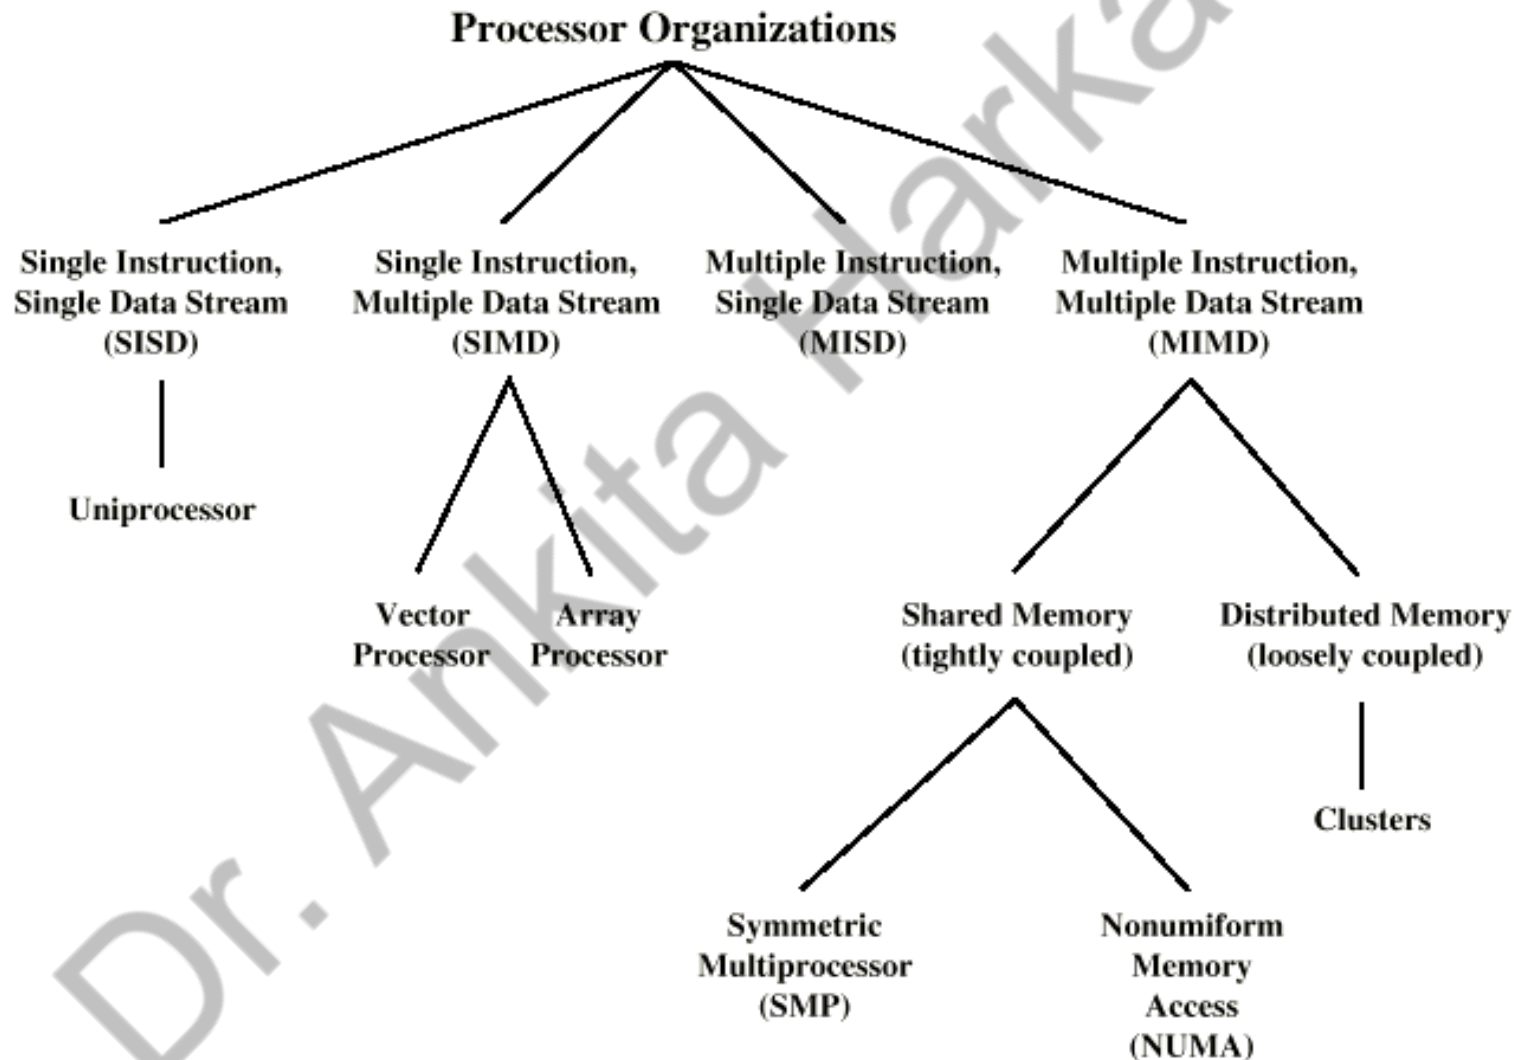 Processor Organizations
Single Instruction,
Single Data Stream
(SISD)
Single Instruction,
Multiple Data Stream
(SIMD)
Multiple Instruction,
Single Data Stream
(MISD)
Multiple Instruction,
Multiple Data Stream
(MIMD)
Uniprocessor
Vector
Processor
Array
Processor
Shared Memory
(tightly coupled)
Distributed Memory
(loosely coupled)
Clusters
Symmetric
Multiprocessor
(SMP)
Nonumiform
Memory
Access
(NUMA)
Dr. Ankita